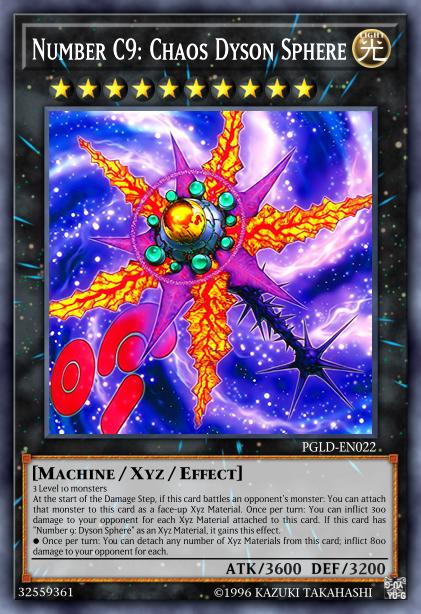 Number C9: Chaos Dyson Sphere
LIGHT
光
PGLD-EN022
[Machine / Xyz / Effect]
3 Level 10 monsters
At the start of the Damage Step, if this card battles an opponent's monster: You can attach
that monster to this card as a face-up Xyz Material. Once per turn: You can inflict 300
damage to your opponent for each Xyz Material attached to this card. If this card has
"Number 9: Dyson Sphere" as an Xyz Material, it gains this effect.
● Once per turn: You can detach any number of Xyz Materials from this card; inflict 800
damage to your opponent for each.
ATK/3600 DEF/3200
32559361
©1996 KAZUKI TAKAHASHI